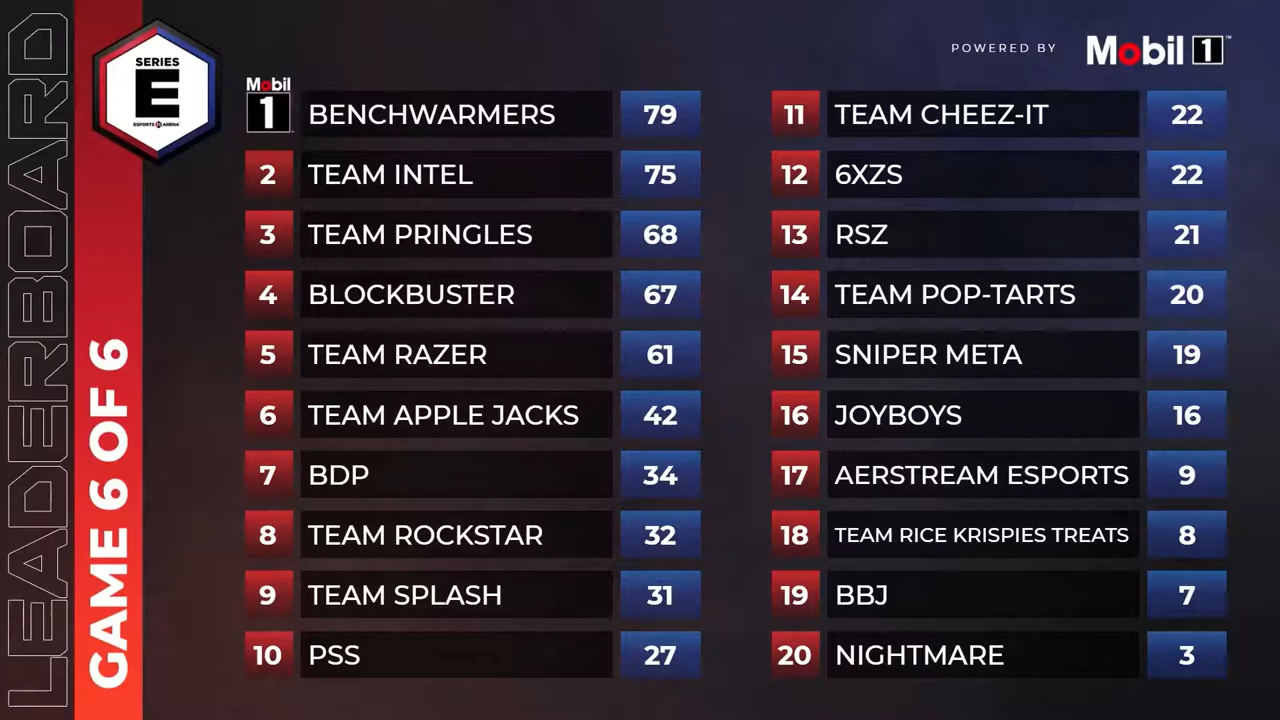 LEADERBOARD
GAME 6 OF 6
SERIES
E
ESPORTS ARENA
POWERED BY Mobil 1™
Mobil 1 BENCHWARMERS 79
2 TEAM INTEL 75
3 TEAM PRINGLES 68
4 BLOCKBUSTER 67
5 TEAM RAZER 61
6 TEAM APPLE JACKS 42
7 BDP 34
8 TEAM ROCKSTAR 32
9 TEAM SPLASH 31
10 PSS 27
11 TEAM CHEEZ-IT 22
12 6XZS 22
13 RSZ 21
14 TEAM POP-TARTS 20
15 SNIPER META 19
16 JOYBOYS 16
17 AERSTREAM ESPORTS 9
18 TEAM RICE KRISPIES TREATS 8
19 BBJ 7
20 NIGHTMARE 3